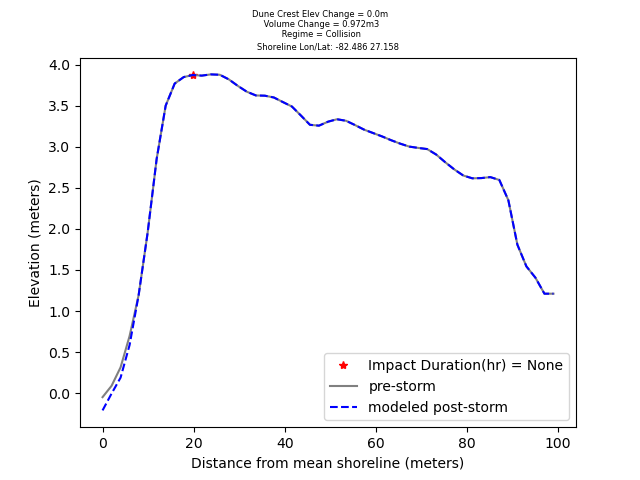 Dune Crest Elev Change = 0.0m
Volume Change = 0.972m3
Regime = Collision
Shoreline Lon/Lat: -82.486 27.158
4.0
3.5
3.0
2.5
2.0
1.5
1.0
0.5
0.0
Elevation (meters)
Impact Duration(hr) = None
pre-storm
modeled post-storm
0
20
40
60
80
100
Distance from mean shoreline (meters)